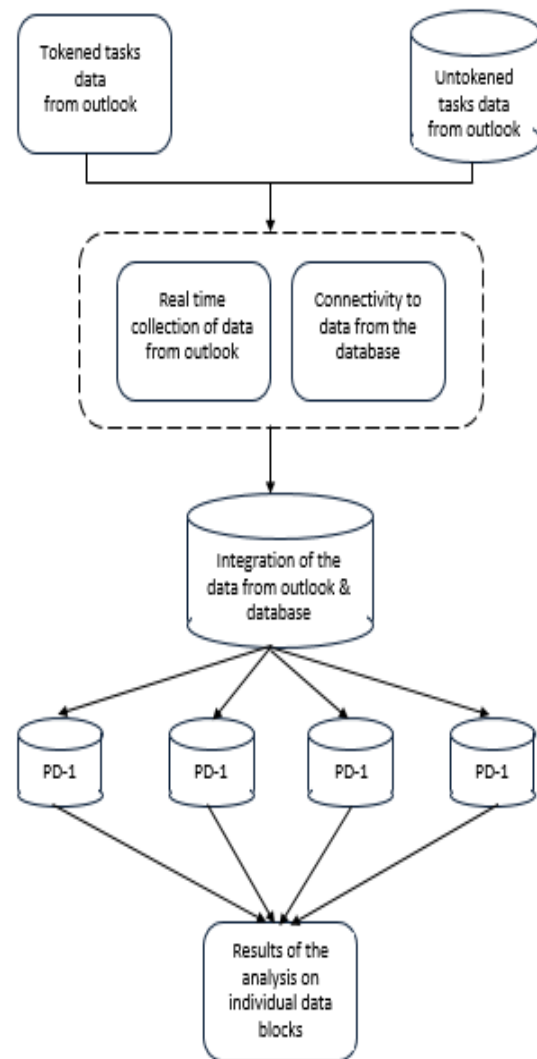 Tokened tasks
data
from outlook
Untokened
tasks data
from outlook
Real time
collection of data
from outlook
Connectivity to
data from the
database
Integration of the
data from outlook &
database
PD-1
PD-1
PD-1
PD-1
Results of the
analysis on
individual data
blocks